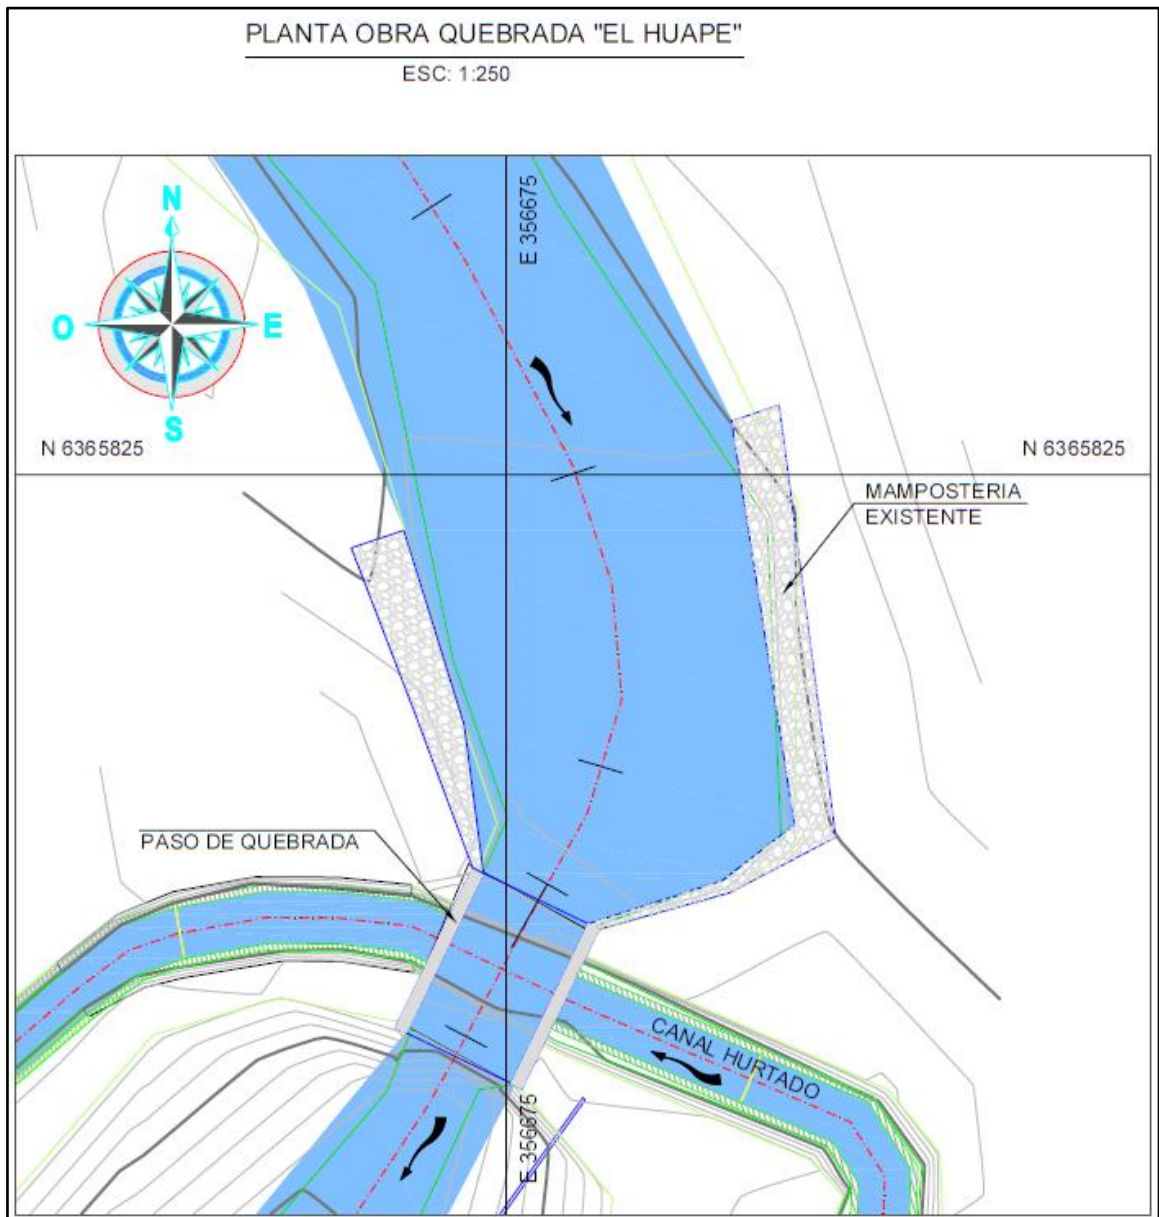 PLANTA OBRA QUEBRADA "EL HUAPE"
ESC: 1:250
E 356675
N
O
E
S
N 6365825
N 6365825
MAMPOSTERIA
EXISTENTE
PASO DE QUEBRADA
CANAL HURTADO
E 356675